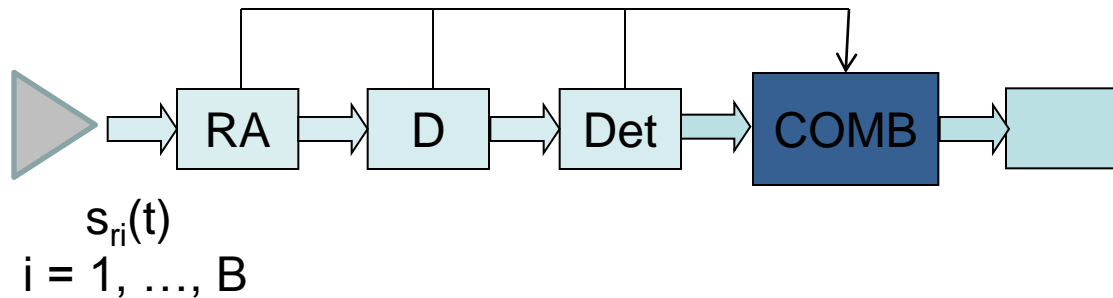 RA
D
Det
COMB
s_ri(t)
i = 1, …, B